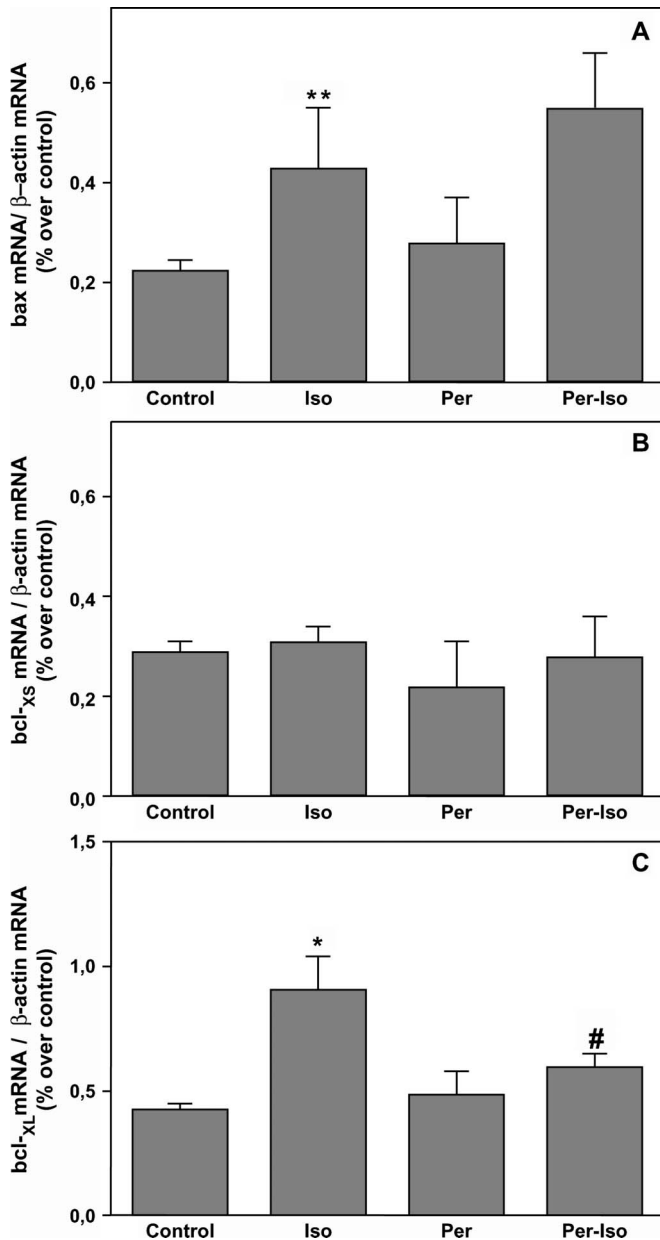 A
bax mRNA/ β–actin mRNA
(% over control)
0,6
0,4
0,2
0,0
**
Control Iso Per Per-Iso
B
bcl-XS mRNA / β-actin mRNA
(% over control)
0,6
0,4
0,2
0,0
Control Iso Per Per-Iso
C
bcl-XL mRNA / β-actin mRNA
(% over control)
1,5
1,0
0,5
0,0
*
#
Control Iso Per Per-Iso